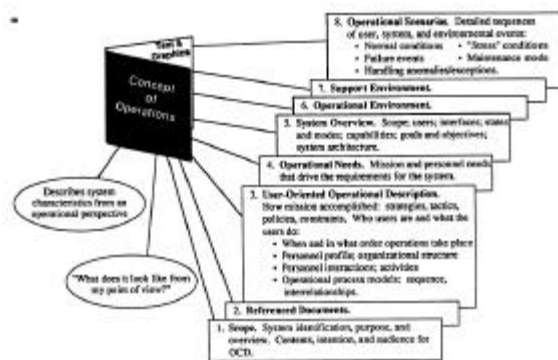 Text &
Graphics
Concept
of
Operations
Describes system
characteristics from an
operational perspective
"What does it look like from
my point of view?"
8. Operational Scenarios. Detailed sequences
of user, system, and environmental events:
• Normal conditions • "Stress" conditions
• Failure events • Maintenance mode
• Handling anomalies/exceptions.
7. Support Environment.
6. Operational Environment.
5. System Overview. Scope; users; interfaces; states
and modes; capabilities; goals and objectives;
system architecture.
4. Operational Needs. Mission and personnel needs
that drive the requirements for the system.
3. User-Oriented Operational Description.
How mission accomplished: strategies, tactics,
policies, constraints. Who users are and what the
users do:
• When and in what order operations take place
• Personnel profile; organizational structure
• Personnel interactions; activities
• Operational process models: sequence,
interrelationships.
2. Referenced Documents.
1. Scope. System identification, purpose, and
overview. Contents, intention, and audience for
OCD.